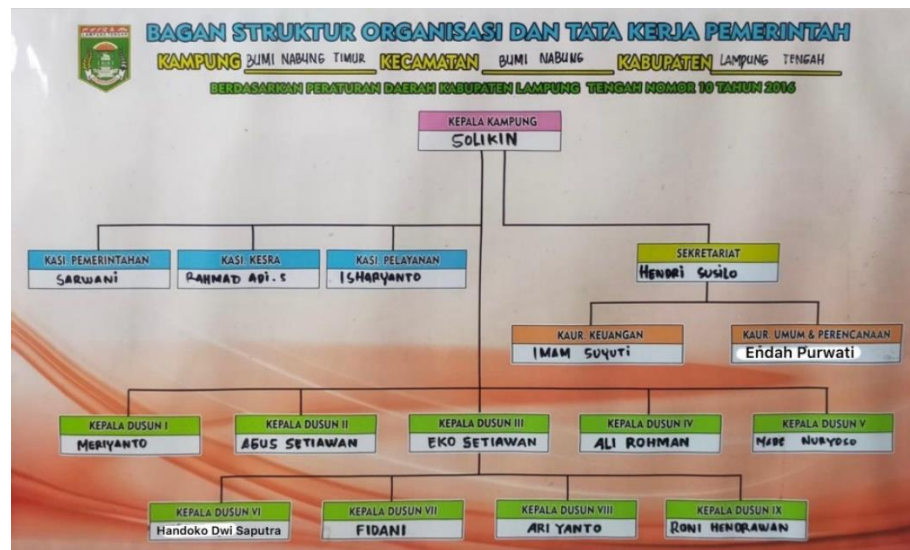 BAGAN STRUKTUR ORGANISASI DAN TATA KERJA PEMERINTAH
KAMPUNG BUMI NABUNG TIMUR KECAMATAN BUMI NABUNG KABUPATEN LAMPUNG TENGAH
BERDASARKAN PERATURAN DAERAH KABUPATEN LAMPUNG TENGAH NOMOR 10 TAHUN 2016
KEPALA KAMPUNG
SOLIKIN
KASI. PEMERINTAHAN
SARWANI
KASI. KESRA
RAHMAD ADI.S
KASI. PELAYANAN
ISHARYANTO
SEKRETARIAT
HENDRI SUSILO
KAUR. KEUANGAN
IMAM SUYUTI
KAUR. UMUM & PERENCANAAN
Endah Purwati
KEPALA DUSUN I
MERIYANTO
KEPALA DUSUN II
AGUS SETIAWAN
KEPALA DUSUN III
EKO SETIAWAN
KEPALA DUSUN IV
ALI ROHMAN
KEPALA DUSUN V
MADE NURYOSO
KEPALA DUSUN VI
Handoko Dwi Saputra
KEPALA DUSUN VII
FIDANI
KEPALA DUSUN VIII
ARI YANTO
KEPALA DUSUN IX
RONI HENDRAWAN